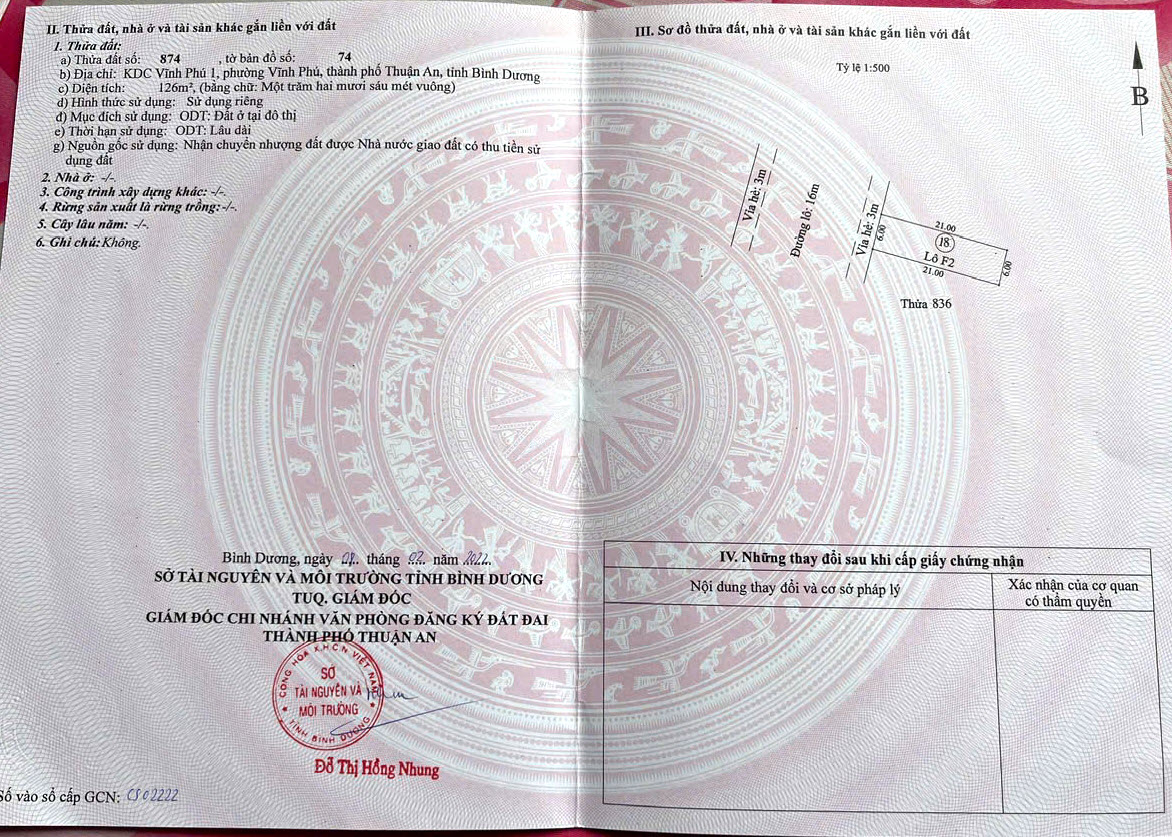 II. Thửa đất, nhà ở và tài sản khác gắn liền với đất
1. Thửa đất:
a) Thửa đất số: 874 , tờ bản đồ số: 74
b) Địa chỉ: KDC Vĩnh Phú 1, phường Vĩnh Phú, thành phố Thuận An, tỉnh Bình Dương
c) Diện tích: 126m², (bằng chữ: Một trăm hai mươi sáu mét vuông)
d) Hình thức sử dụng: Sử dụng riêng
đ) Mục đích sử dụng: ODT: Đất ở tại đô thị
e) Thời hạn sử dụng: ODT: Lâu dài
g) Nguồn gốc sử dụng: Nhận chuyển nhượng đất được Nhà nước giao đất có thu tiền sử
dụng đất
2. Nhà ở: -/-.
3. Công trình xây dựng khác: -/-.
4. Rừng sản xuất là rừng trồng:-/-.
5. Cây lâu năm: -/-.
6. Ghi chú: Không.
Bình Dương, ngày 08.. tháng 02.. năm 2022.
SỞ TÀI NGUYÊN VÀ MÔI TRƯỜNG TỈNH BÌNH DƯƠNG
TUQ. GIÁM ĐỐC
GIÁM ĐỐC CHI NHÁNH VĂN PHÒNG ĐĂNG KÝ ĐẤT ĐAI
THÀNH PHỐ THUẬN AN
CỘNG HÒA X.H.C.N VIỆT NAM
SỞ
TÀI NGUYÊN VÀ
MÔI TRƯỜNG
TỈNH BÌNH DƯƠNG
Đỗ Thị Hồng Nhung
Số vào sổ cấp GCN: CS02222
III. Sơ đồ thửa đất, nhà ở và tài sản khác gắn liền với đất
Tỷ lệ 1:500
B
Vỉa hè: 3m
Đường lô: 16m
Vỉa hè: 3m
6.00
21.00
18
Lô F2
21.00
6.00
Thửa 836
IV. Những thay đổi sau khi cấp giấy chứng nhận
Nội dung thay đổi và cơ sở pháp lý
Xác nhận của cơ quan
có thẩm quyền